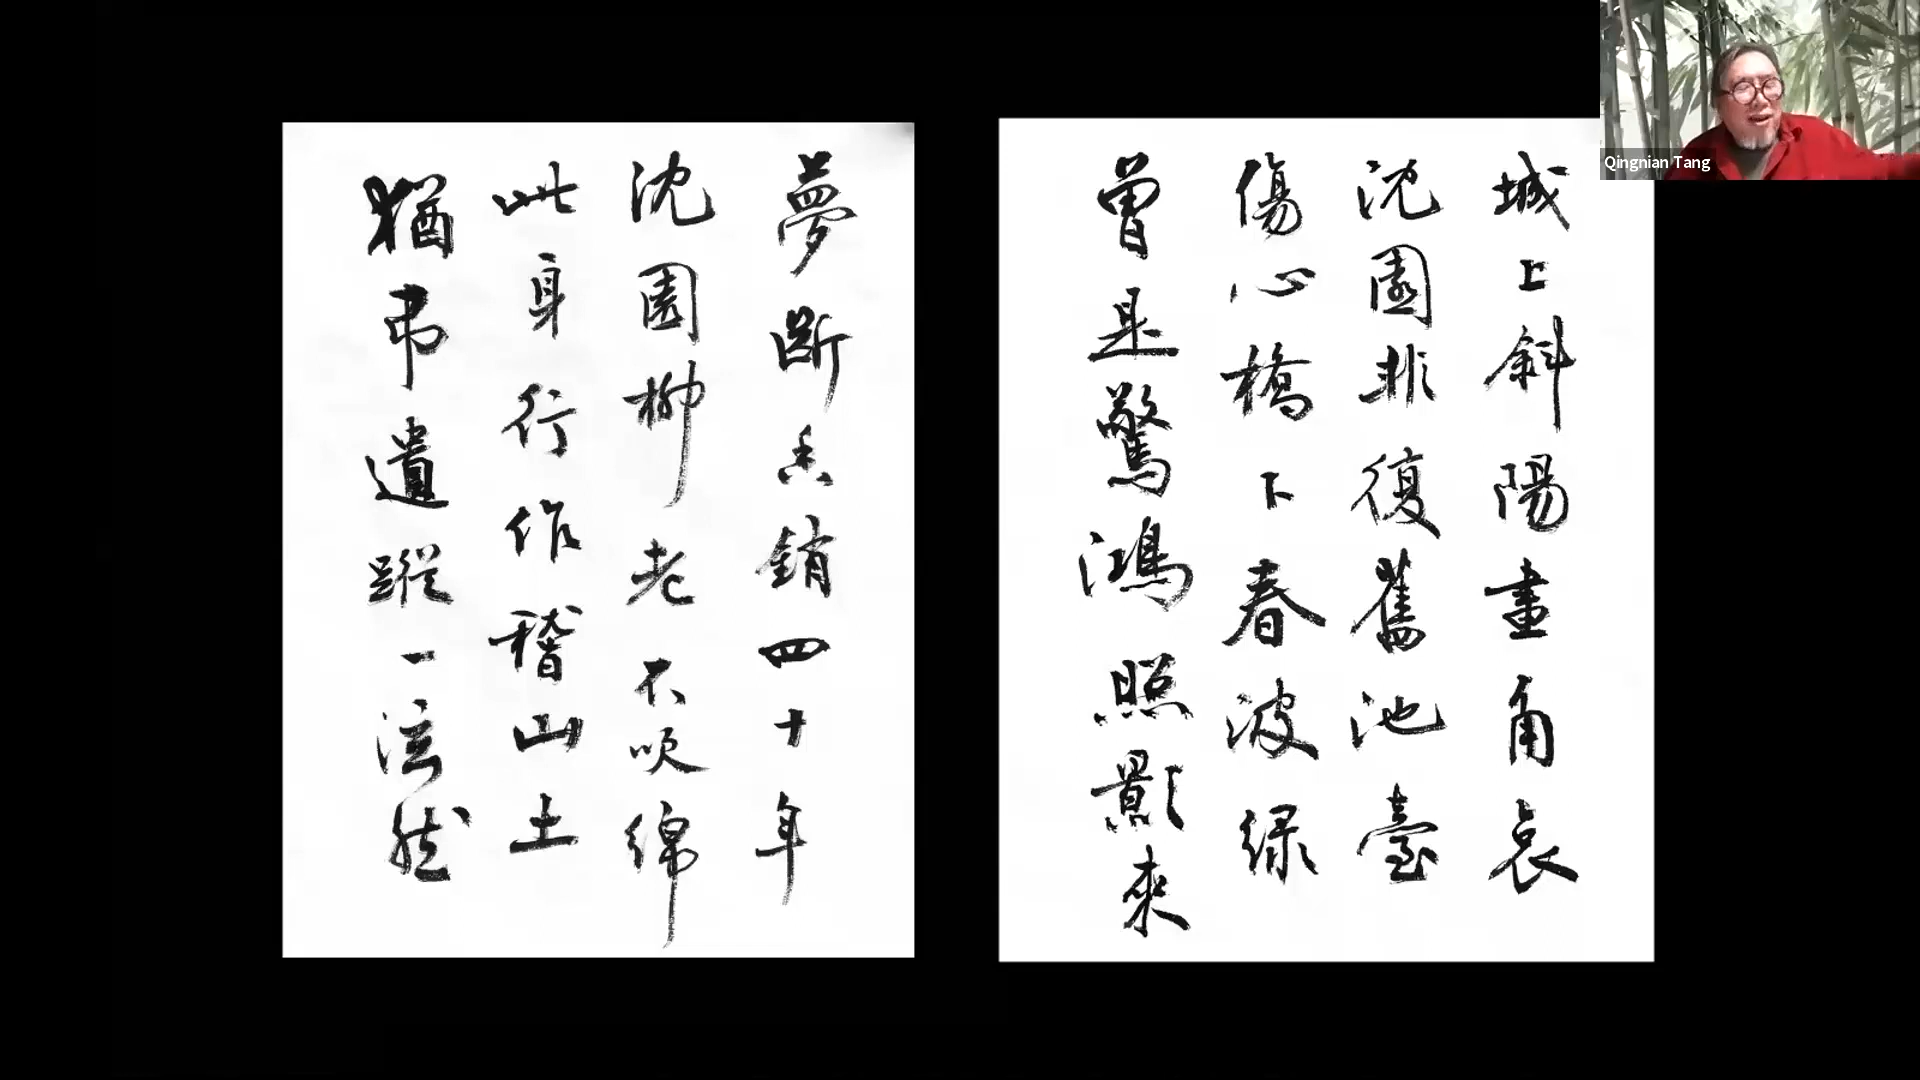 城上斜陽畫角哀
沈園非復舊池臺
傷心橋下春波緑
曾是驚鴻照影來
夢斷香銷四十年
沈園柳老不吹綿
此身行作稽山土
猶弔遺蹤一泫然
Qingnian Tang